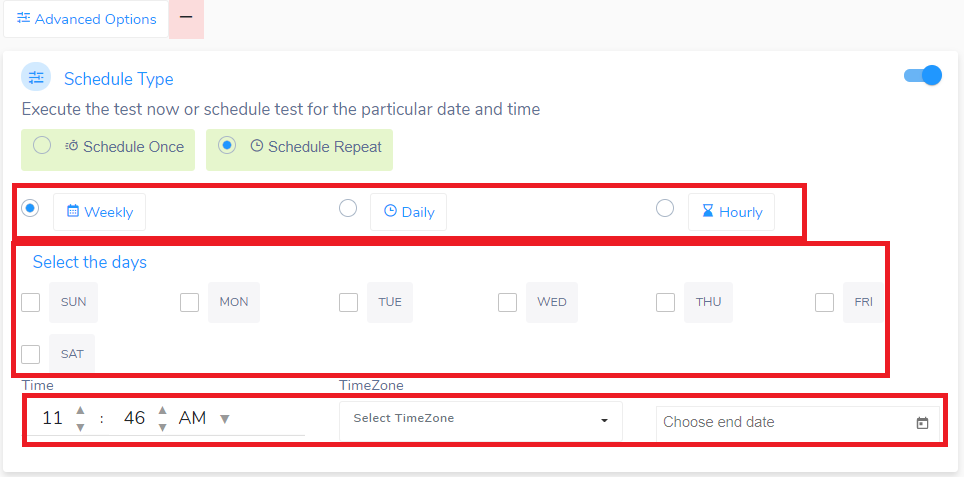 Advanced Options
Schedule Type
Execute the test now or schedule test for the particular date and time
Schedule Once Schedule Repeat
Weekly Daily Hourly
Select the days
SUN MON TUE WED THU FRI
SAT
Time TimeZone
11 : 46 AM Select TimeZone Choose end date